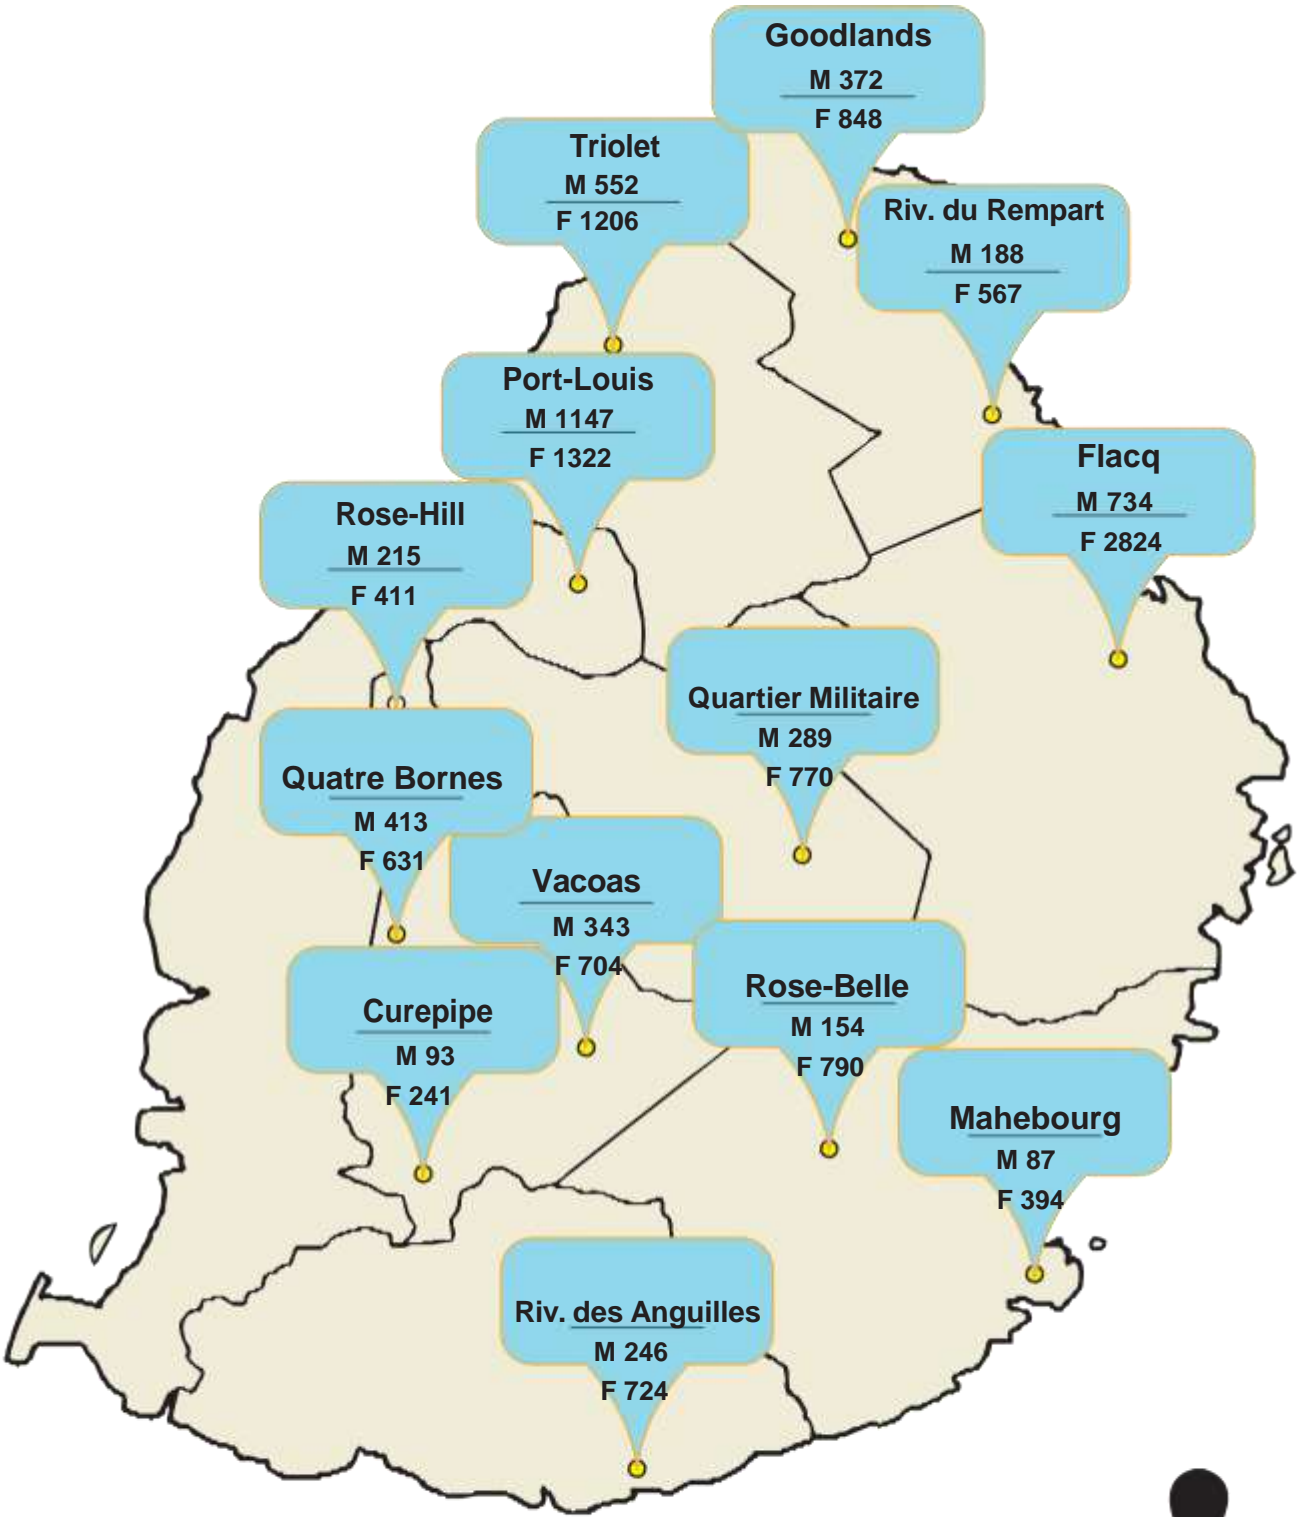 Goodlands
M 372
F 848
Triolet
M 552
F 1206
Riv. du Rempart
M 188
F 567
Port-Louis
M 1147
F 1322
Flacq
M 734
F 2824
Rose-Hill
M 215
F 411
Quartier Militaire
M 289
F 770
Quatre Bornes
M 413
F 631
Vacoas
M 343
F 704
Rose-Belle
M 154
F 790
Curepipe
M 93
F 241
Mahebourg
M 87
F 394
Riv. des Anguilles
M 246
F 724